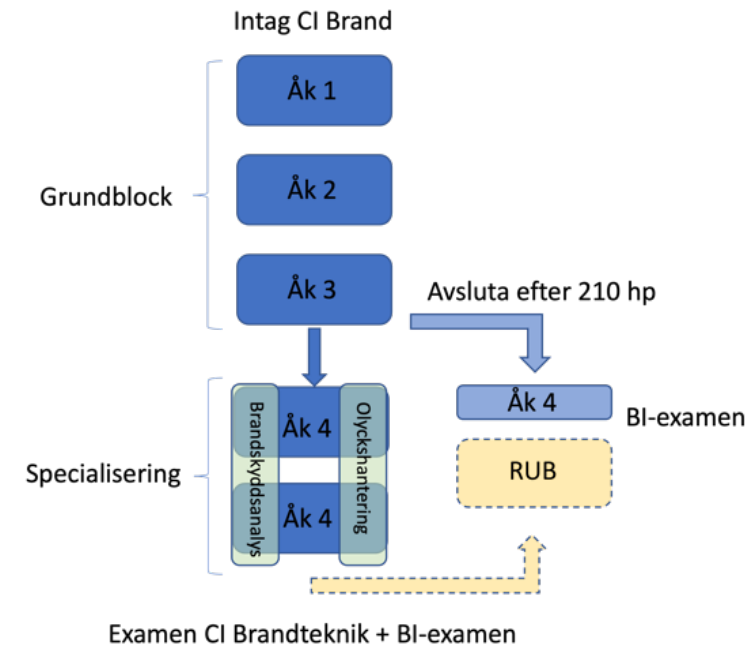 Intag CI Brand
Åk 1
Åk 2
Grundblock
Åk 3
Avsluta efter 210 hp
Brandskyddsanalys
Åk 4
Olyckshantering
Åk 4
BI-examen
Specialisering
RUB
Åk 4
Examen CI Brandteknik + BI-examen